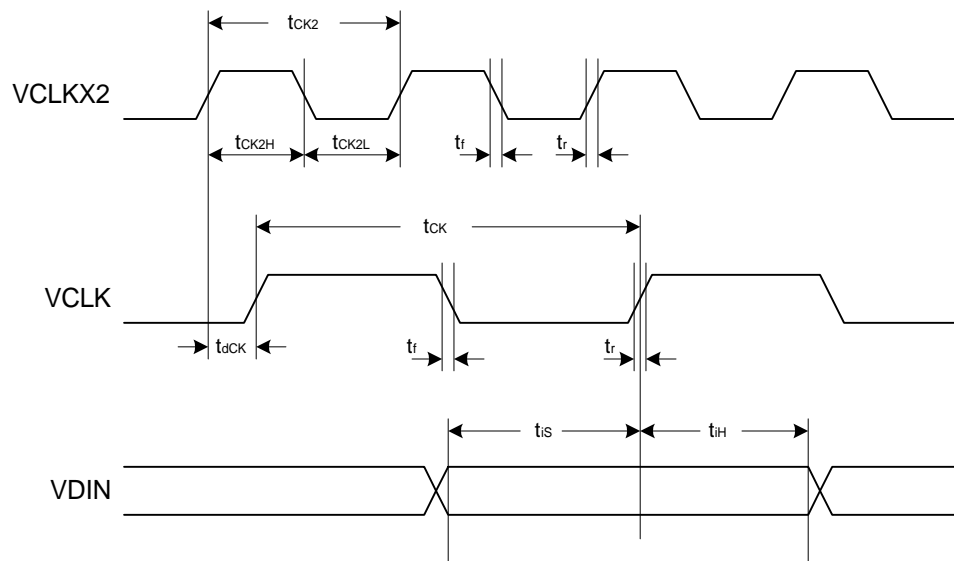 tCK2
VCLKX2
tCK2H tCK2L tf tr
tCK
VCLK
tdCK tf tr
tiS tiH
VDIN